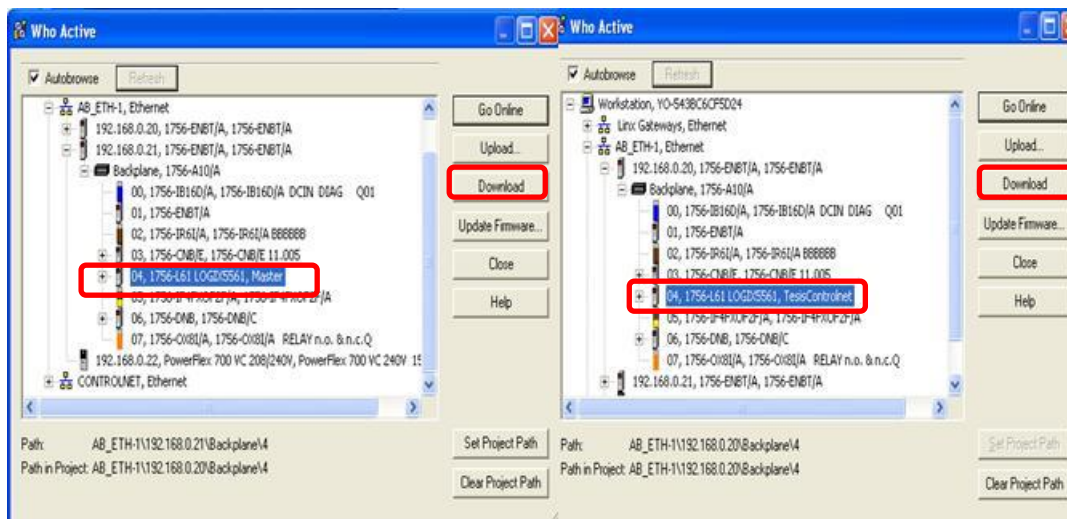 Who Active
Autobrowse
Refresh
AB_ETH-1, Ethernet
192.168.0.20, 1756-ENBT/A, 1756-ENBT/A
192.168.0.21, 1756-ENBT/A, 1756-ENBT/A
Backplane, 1756-A10/A
00, 1756-IB16D/A, 1756-IB16D/A DCIN DIAG Q01
01, 1756-ENBT/A
02, 1756-IR6I/A, 1756-IR6I/A BBBBBB
03, 1756-CNB/E, 1756-CNB/E 11.005
04, 1756-L61 LOGIX5561, Master
05, 1756-IF4FXOF2F/A, 1756-IF4FXOF2F/A
06, 1756-DNB, 1756-DNB/C
07, 1756-OX8I/A, 1756-OX8I/A RELAY n.o. & n.c.Q
192.168.0.22, PowerFlex 700 VC 208/240V, PowerFlex 700 VC 240V 15
CONTROLNET, Ethernet
Go Online
Upload...
Download
Update Firmware...
Close
Help
Path: AB_ETH-1\192.168.0.21\Backplane\4
Path in Project: AB_ETH-1\192.168.0.20\Backplane\4
Set Project Path
Clear Project Path
Who Active
Autobrowse
Refresh
Workstation, YO-543BC6CF5D24
Linx Gateways, Ethernet
AB_ETH-1, Ethernet
192.168.0.20, 1756-ENBT/A, 1756-ENBT/A
Backplane, 1756-A10/A
00, 1756-IB16D/A, 1756-IB16D/A DCIN DIAG Q01
01, 1756-ENBT/A
02, 1756-IR6I/A, 1756-IR6I/A BBBBBB
03, 1756-CNB/E, 1756-CNB/E 11.005
04, 1756-L61 LOGIX5561, TesisControlnet
05, 1756-IF4FXOF2F/A, 1756-IF4FXOF2F/A
06, 1756-DNB, 1756-DNB/C
07, 1756-OX8I/A, 1756-OX8I/A RELAY n.o. & n.c.Q
192.168.0.21, 1756-ENBT/A, 1756-ENBT/A
Go Online
Upload...
Download
Update Firmware...
Close
Help
Path: AB_ETH-1\192.168.0.20\Backplane\4
Path in Project: AB_ETH-1\192.168.0.20\Backplane\4
Set Project Path
Clear Project Path